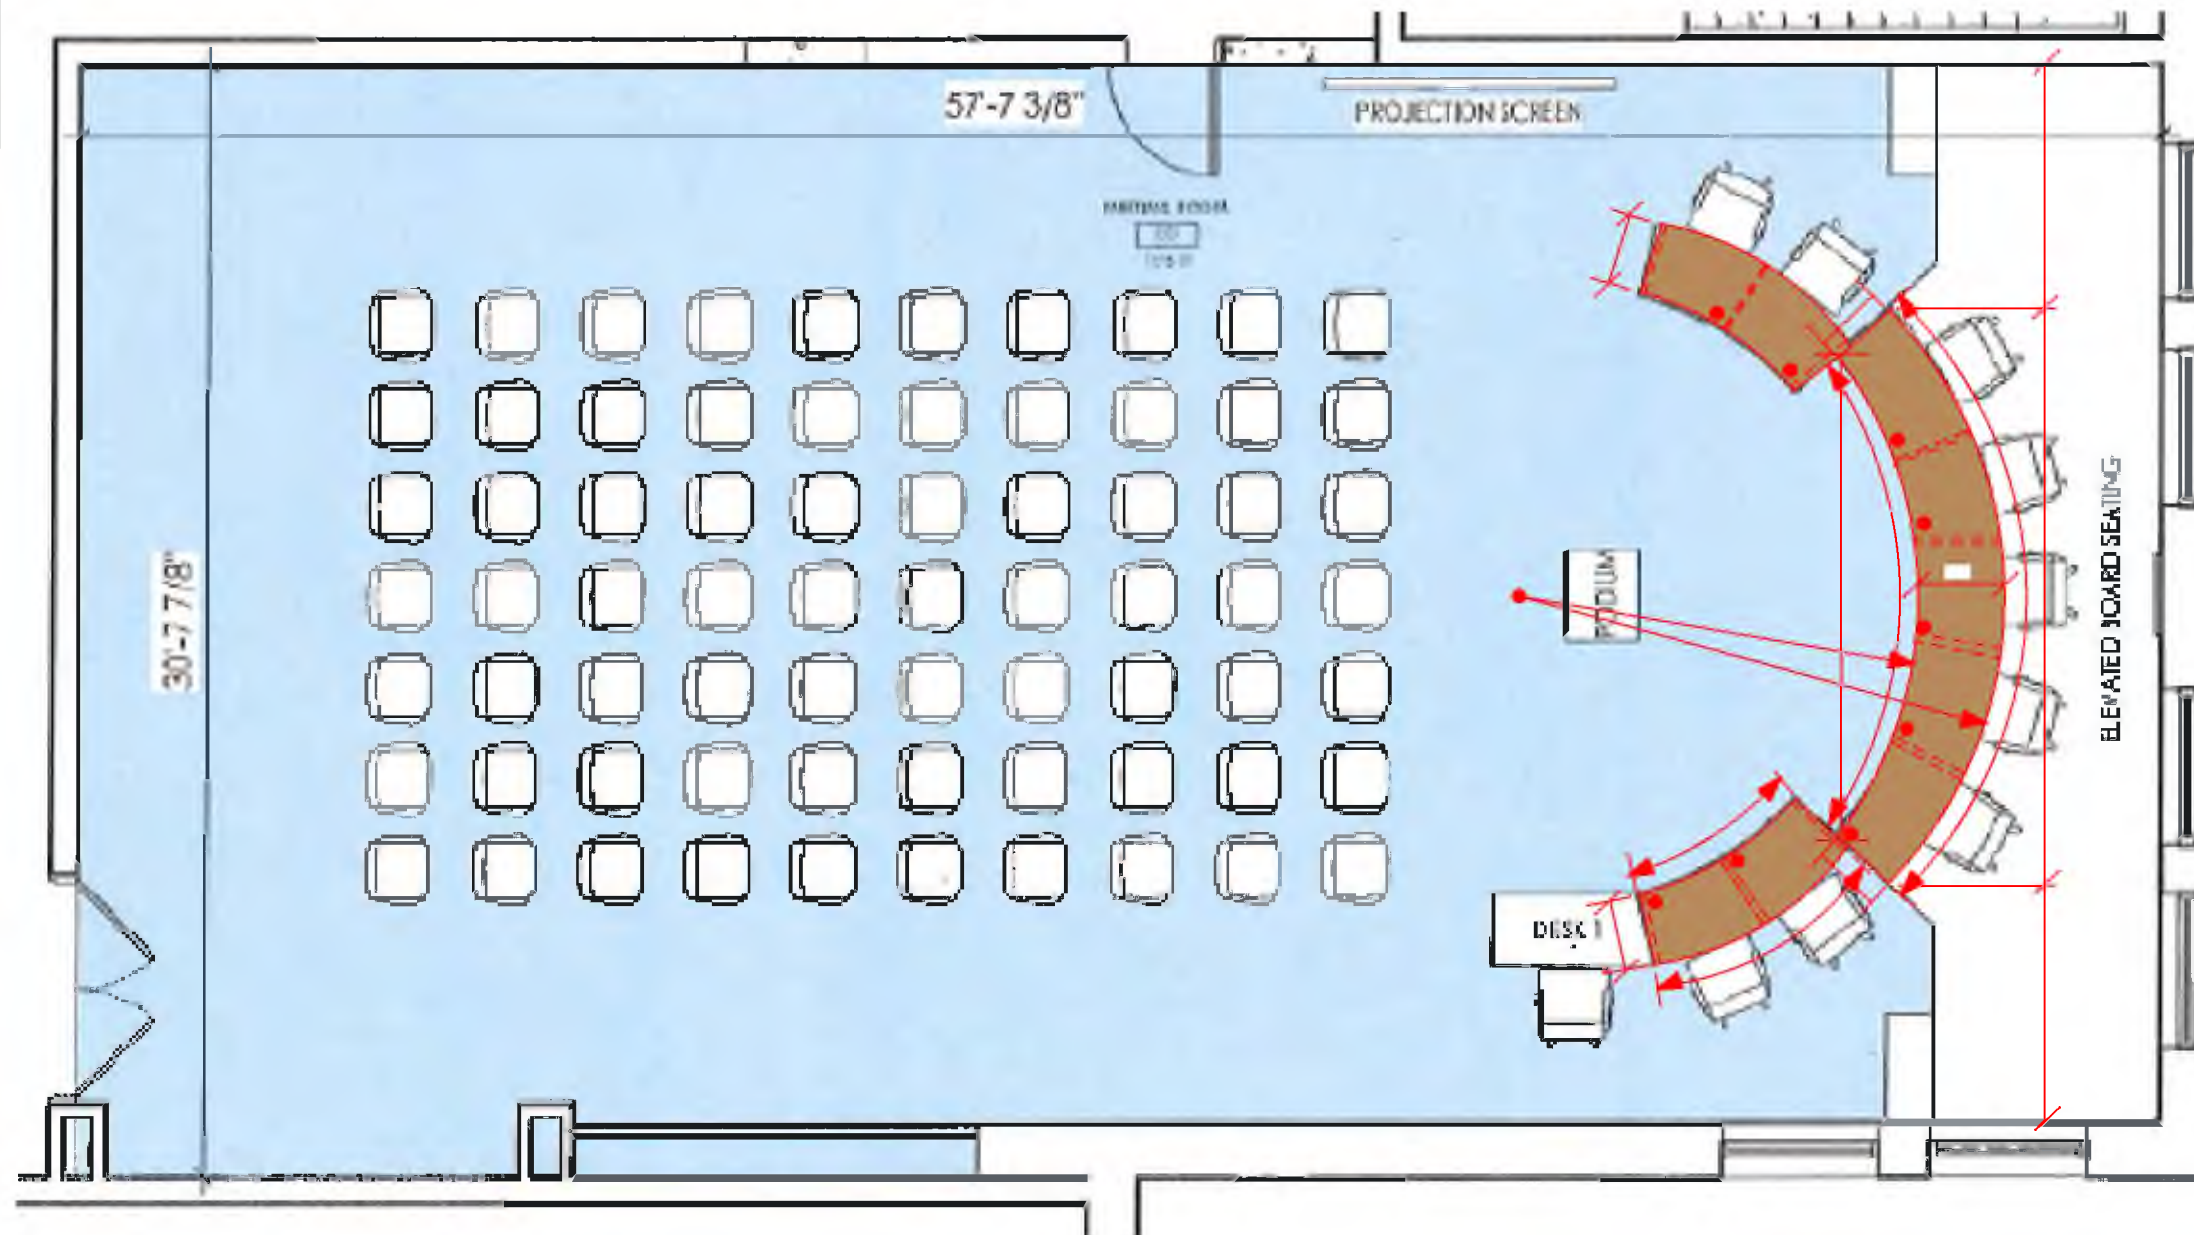 57'-7 3/8"
PROJECTION SCREEN
30'-7 7/8"
PODIUM
ELEVATED BOARD SEATING
DESK 1